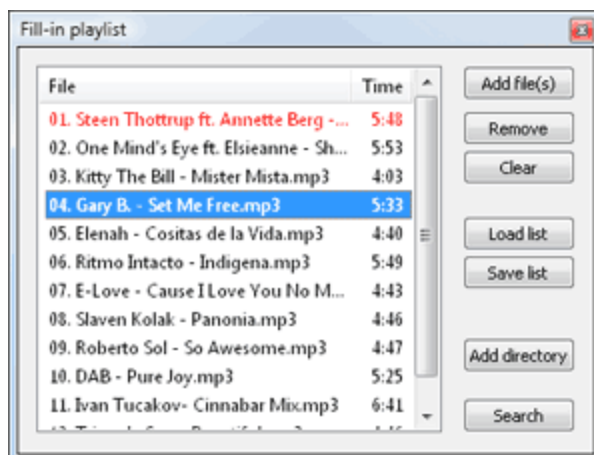 Fill-in playlist
File Time
01. Steen Thottrup ft. Annette Berg -... 5:48
02. One Mind's Eye ft. Elsieanne - Sh... 5:53
03. Kitty The Bill - Mister Mista.mp3 4:03
04. Gary B. - Set Me Free.mp3 5:33
05. Elenah - Cositas de la Vida.mp3 4:40
06. Ritmo Intacto - Indigena.mp3 5:49
07. E-Love - Cause I Love You No M... 4:43
08. Slaven Kolak - Panonia.mp3 4:46
09. Roberto Sol - So Awesome.mp3 4:47
10. DAB - Pure Joy.mp3 5:25
11. Ivan Tucakov- Cinnabar Mix.mp3 6:41
Add file(s)
Remove
Clear
Load list
Save list
Add directory
Search